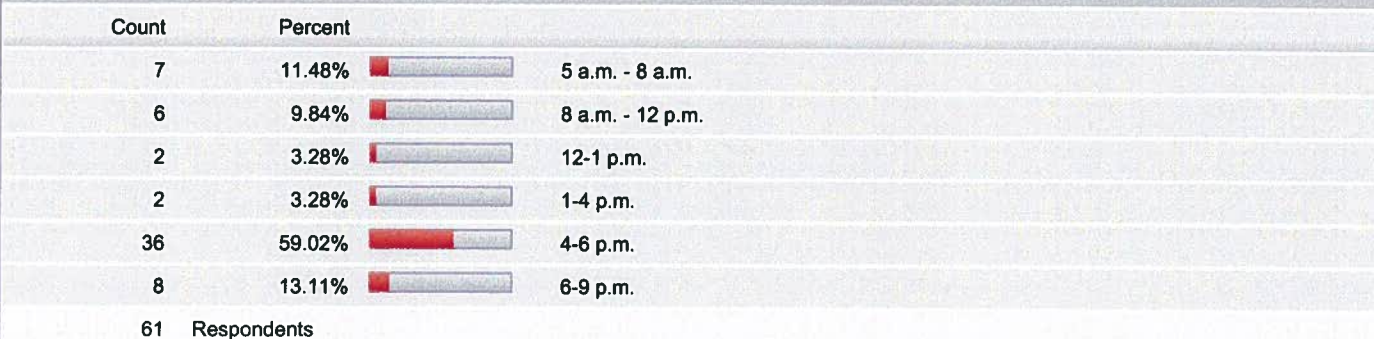 Count Percent
7 11.48% 5 a.m. - 8 a.m.
6 9.84% 8 a.m. - 12 p.m.
2 3.28% 12-1 p.m.
2 3.28% 1-4 p.m.
36 59.02% 4-6 p.m.
8 13.11% 6-9 p.m.
61 Respondents